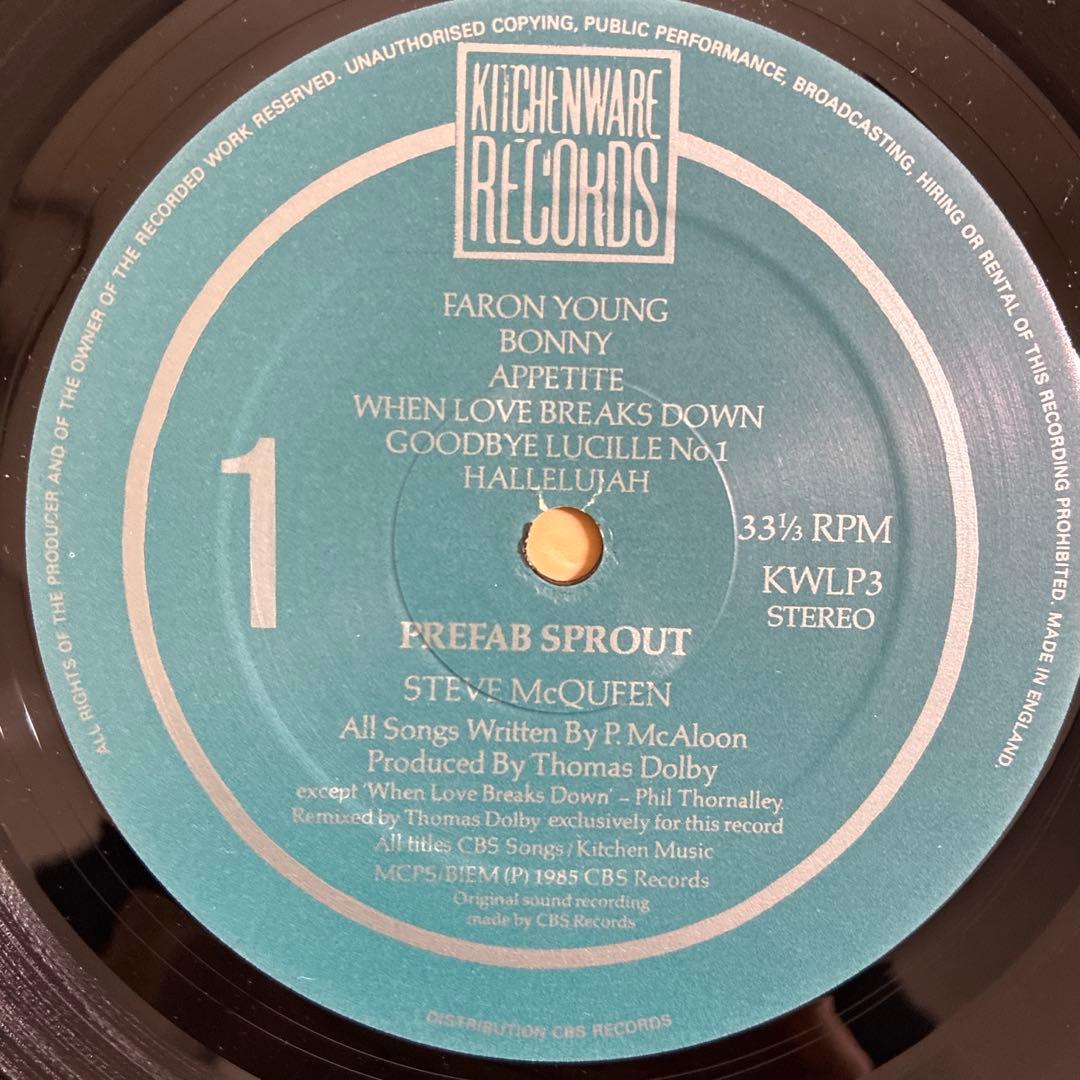 ALL RIGHTS OF THE PRODUCER AND OF THE OWNER OF THE RECORDED WORK RESERVED. UNAUTHORISED COPYING, PUBLIC PERFORMANCE, BROADCASTING, HIRING OR RENTAL OF THIS RECORDING PROHIBITED. MADE IN ENGLAND.
KITCHENWARE
RECORDS
FARON YOUNG
BONNY
APPETITE
WHEN LOVE BREAKS DOWN
GOODBYE LUCILLE No 1
HALLELUJAH
1
33⅓ RPM
KWLP3
STEREO
PREFAB SPROUT
STEVE McQUEEN
All Songs Written By P. McAloon
Produced By Thomas Dolby
except 'When Love Breaks Down' – Phil Thornalley.
Remixed by Thomas Dolby exclusively for this record
All titles CBS Songs/Kitchen Music
MCPS/BIEM (P) 1985 CBS Records
Original sound recording
made by CBS Records
DISTRIBUTION CBS RECORDS